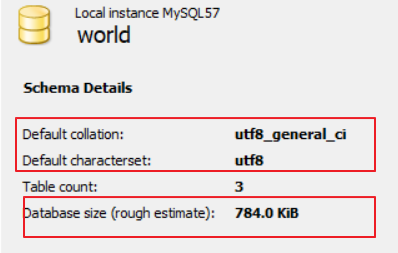 Local instance MySQL57
world
Schema Details
Default collation: utf8_general_ci
Default characterset: utf8
Table count: 3
Database size (rough estimate): 784.0 KiB